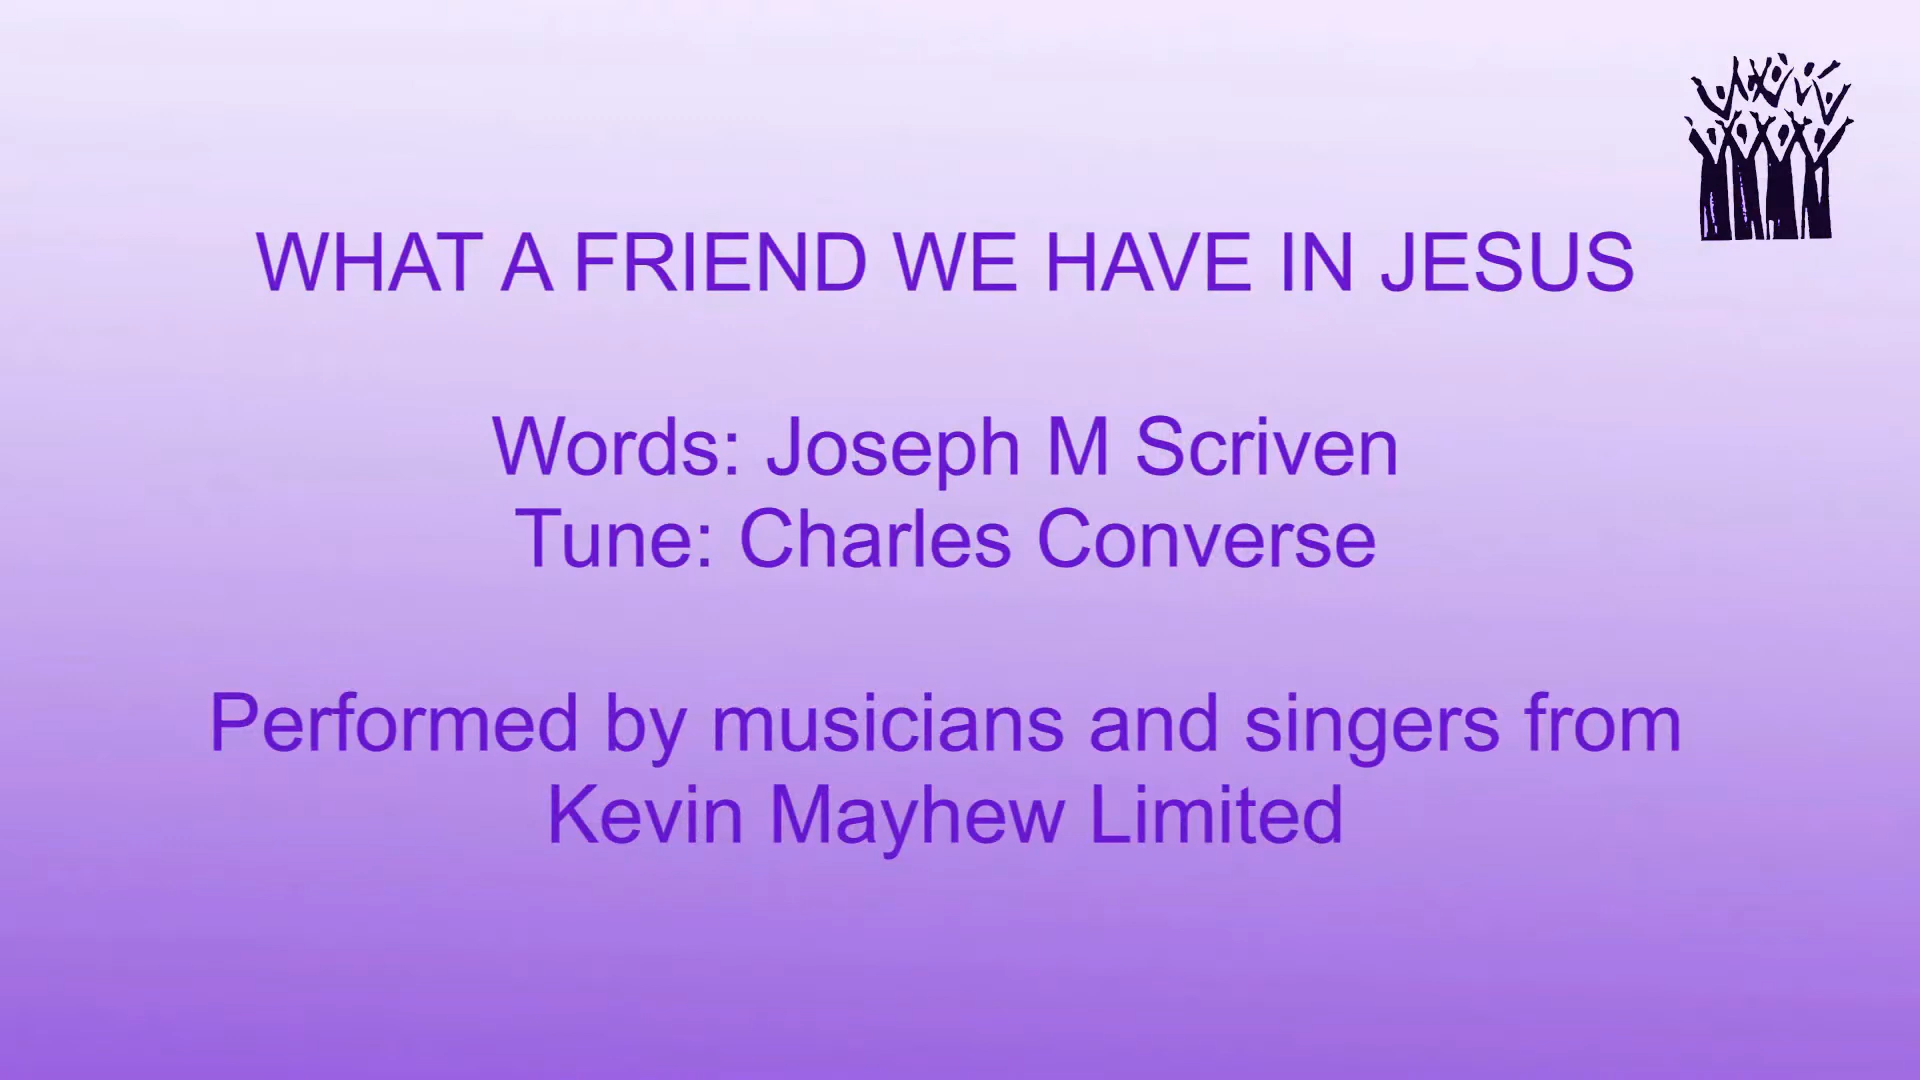 WHAT A FRIEND WE HAVE IN JESUS
Words: Joseph M Scriven
Tune: Charles Converse
Performed by musicians and singers from
Kevin Mayhew Limited